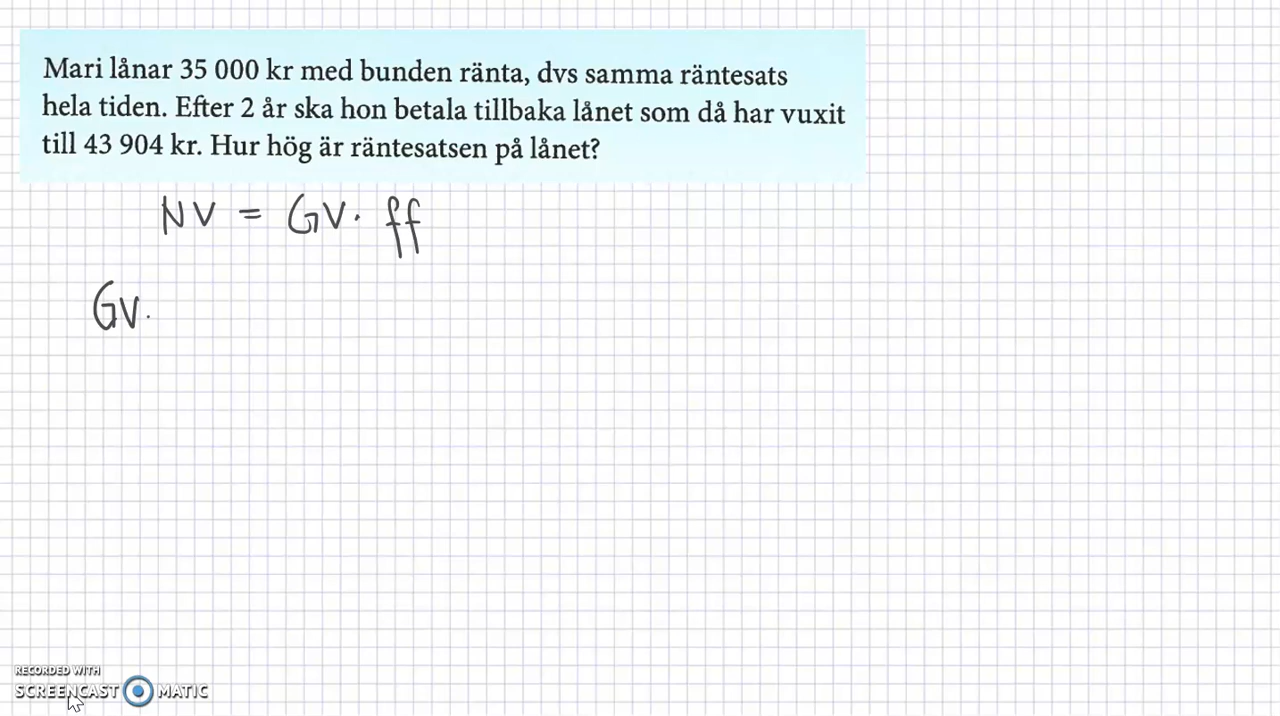 Mari lånar 35 000 kr med bunden ränta, dvs samma räntesats
hela tiden. Efter 2 år ska hon betala tillbaka lånet som då har vuxit
till 43 904 kr. Hur hög är räntesatsen på lånet?
NV = GV · ff
GV.
RECORDED WITH
SCREENCAST MATIC